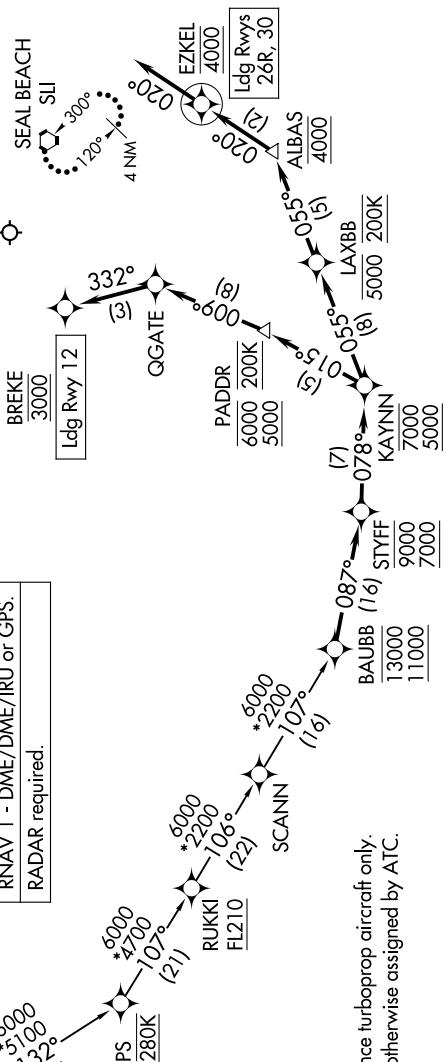 RNAV 1 - DME/DME/IRU or GPS.
RADAR required.
SEAL BEACH
SLI
300°
120°
4 NM
BREKE
3000
Ldg Rwy 12
332°
(3)
QGATE
009°
(8)
PADDR
6000 200K
5000
015°
(5)
020°
EZKEL
4000
Ldg Rwys
26R, 30
020°
(2)
ALBAS
4000
055°
(5)
LAXBB
5000 200K
055°
(8)
KAYNN
7000
5000
(7)
078°
STYFF
9000
7000
087°
(16)
BAUBB
13000
11000
6000
*2200
107°
(16)
SCANN
6000
*2200
106°
(22)
RUKKI
FL210
6000
*4700
107°
(21)
PS
280K
*5100
132°
nce turboprop aircraft only.
otherwise assigned by ATC.